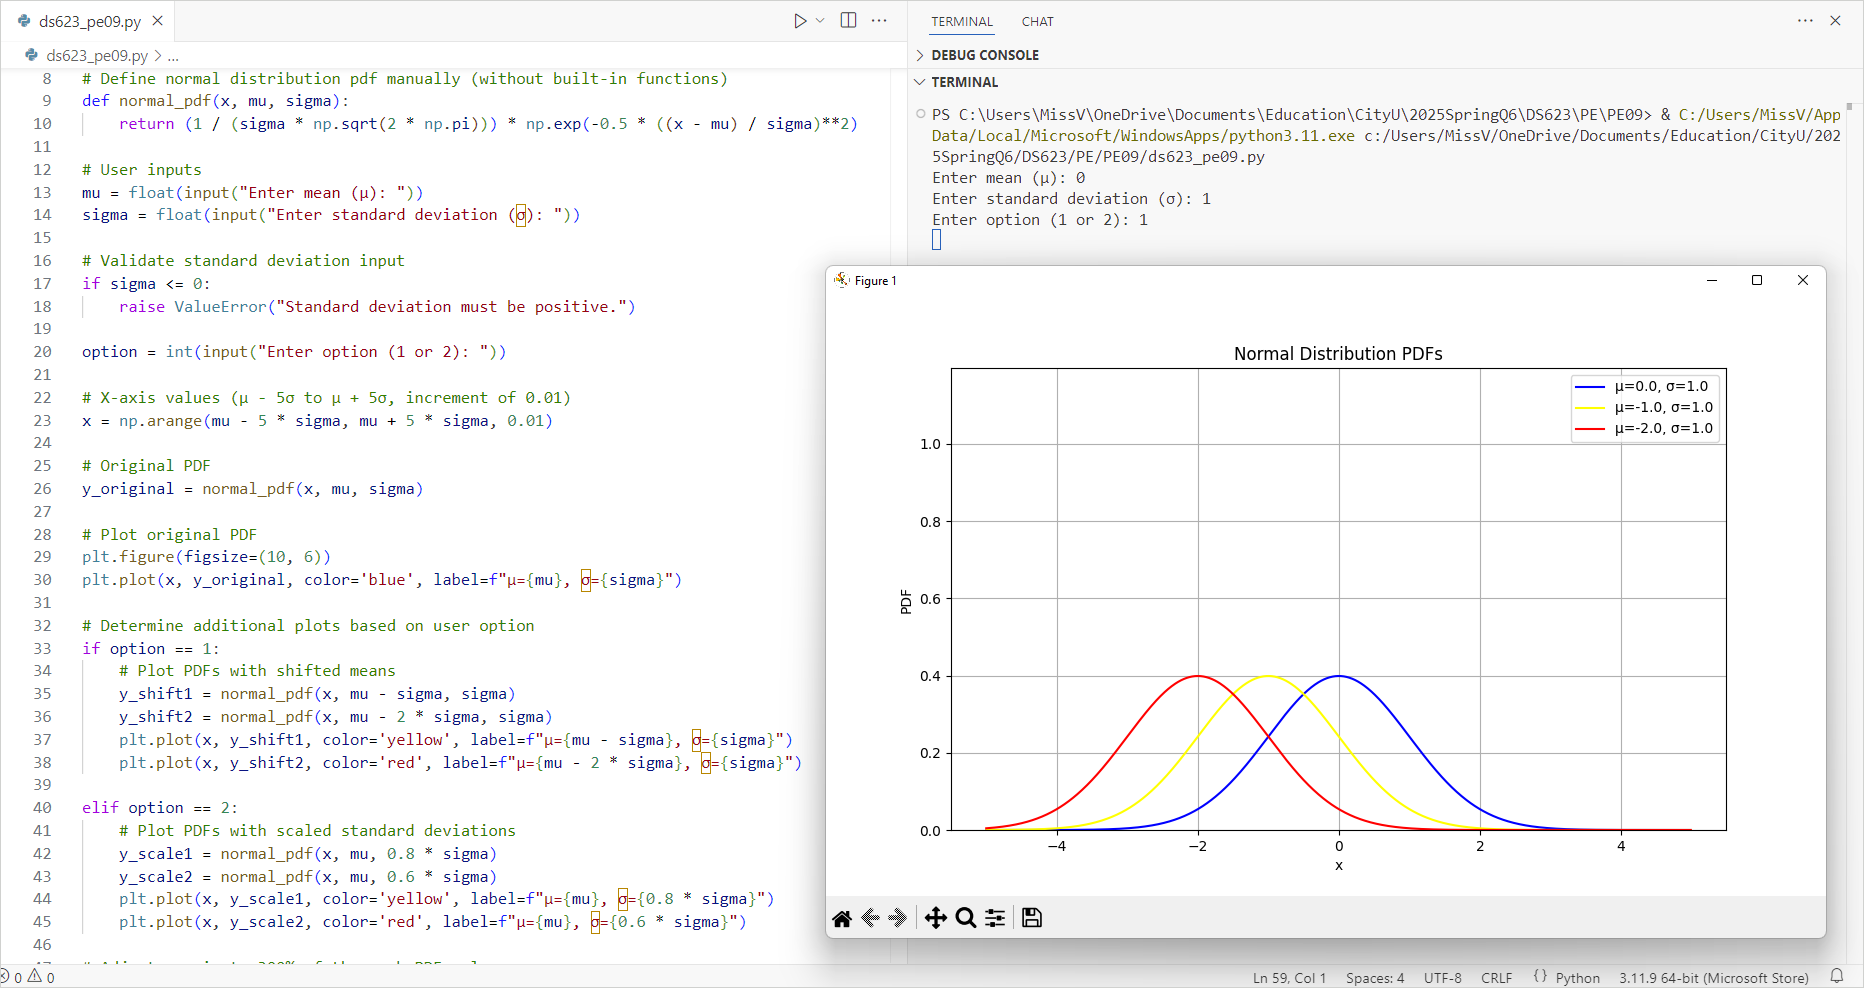 ds623_pe09.py
ds623_pe09.py > ...
8 # Define normal distribution pdf manually (without built-in functions)
9 def normal_pdf(x, mu, sigma):
10 return (1 / (sigma * np.sqrt(2 * np.pi))) * np.exp(-0.5 * ((x - mu) / sigma)**2)
11
12 # User inputs
13 mu = float(input("Enter mean (μ): "))
14 sigma = float(input("Enter standard deviation (σ): "))
15
16 # Validate standard deviation input
17 if sigma <= 0:
18 raise ValueError("Standard deviation must be positive.")
19
20 option = int(input("Enter option (1 or 2): "))
21
22 # X-axis values (μ - 5σ to μ + 5σ, increment of 0.01)
23 x = np.arange(mu - 5 * sigma, mu + 5 * sigma, 0.01)
24
25 # Original PDF
26 y_original = normal_pdf(x, mu, sigma)
27
28 # Plot original PDF
29 plt.figure(figsize=(10, 6))
30 plt.plot(x, y_original, color='blue', label=f"μ={mu}, σ={sigma}")
31
32 # Determine additional plots based on user option
33 if option == 1:
34 # Plot PDFs with shifted means
35 y_shift1 = normal_pdf(x, mu - sigma, sigma)
36 y_shift2 = normal_pdf(x, mu - 2 * sigma, sigma)
37 plt.plot(x, y_shift1, color='yellow', label=f"μ={mu - sigma}, σ={sigma}")
38 plt.plot(x, y_shift2, color='red', label=f"μ={mu - 2 * sigma}, σ={sigma}")
39
40 elif option == 2:
41 # Plot PDFs with scaled standard deviations
42 y_scale1 = normal_pdf(x, mu, 0.8 * sigma)
43 y_scale2 = normal_pdf(x, mu, 0.6 * sigma)
44 plt.plot(x, y_scale1, color='yellow', label=f"μ={mu}, σ={0.8 * sigma}")
45 plt.plot(x, y_scale2, color='red', label=f"μ={mu}, σ={0.6 * sigma}")
46
TERMINAL CHAT
DEBUG CONSOLE
TERMINAL
PS C:\Users\MissV\OneDrive\Documents\Education\CityU\2025SpringQ6\DS623\PE\PE09> & C:/Users/MissV/App
Data/Local/Microsoft/WindowsApps/python3.11.exe c:/Users/MissV/OneDrive/Documents/Education/CityU/202
5SpringQ6/DS623/PE/PE09/ds623_pe09.py
Enter mean (μ): 0
Enter standard deviation (σ): 1
Enter option (1 or 2): 1
Figure 1
Normal Distribution PDFs
μ=0.0, σ=1.0
μ=-1.0, σ=1.0
μ=-2.0, σ=1.0
1.0
0.8
0.6
0.4
0.2
0.0
PDF
−4 −2 0 2 4
x
0 0
Ln 59, Col 1 Spaces: 4 UTF-8 CRLF {} Python 3.11.9 64-bit (Microsoft Store)